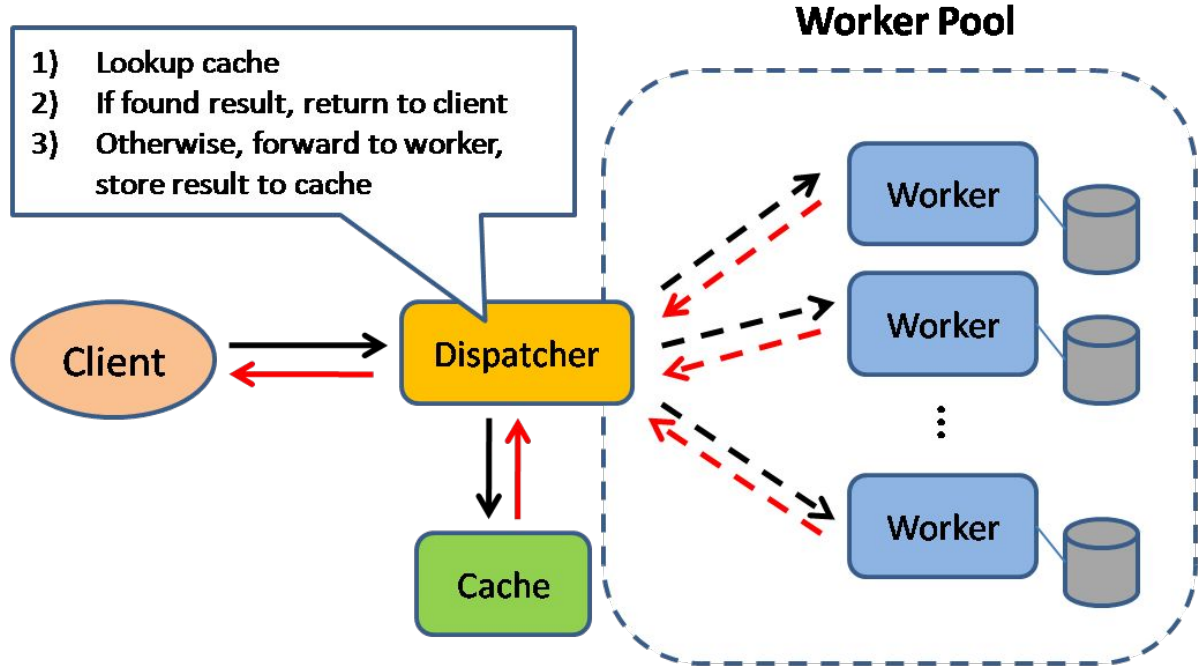 Worker Pool
1) Lookup cache
2) If found result, return to client
3) Otherwise, forward to worker,
store result to cache
Worker
Client
Dispatcher
Worker
Worker
Cache